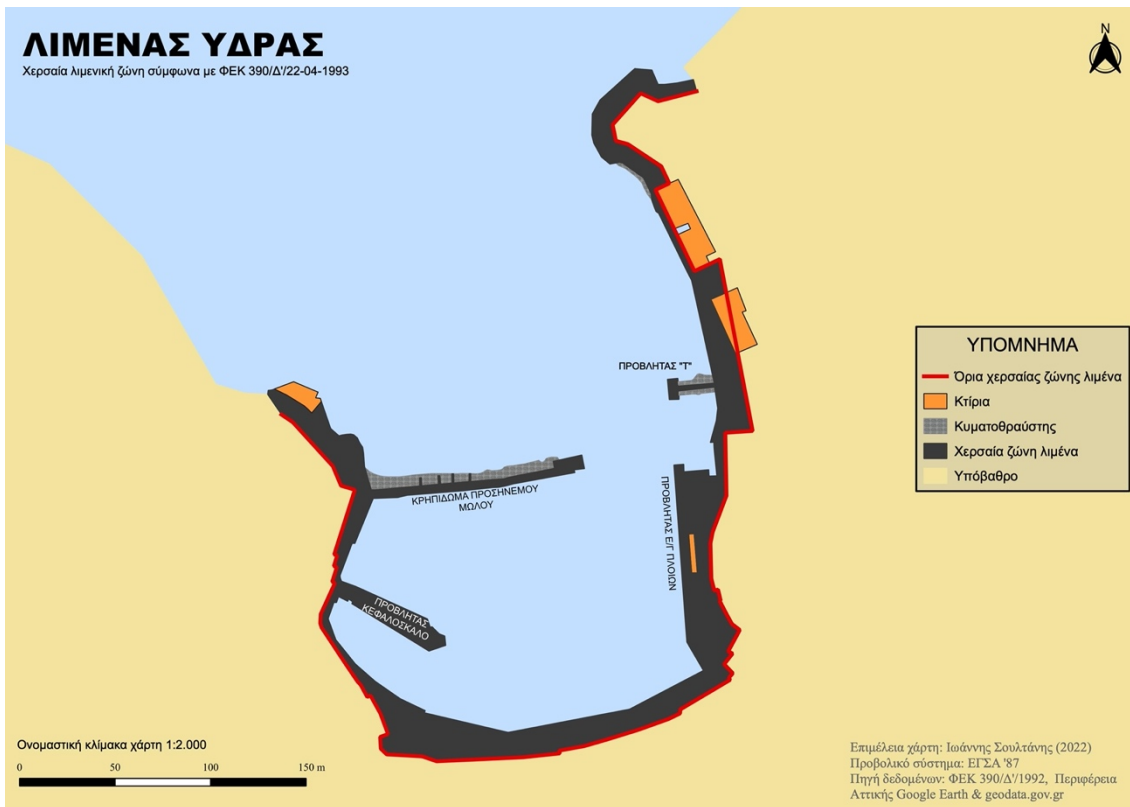 ΛΙΜΕΝΑΣ ΥΔΡΑΣ
Χερσαία λιμενική ζώνη σύμφωνα με ΦΕΚ 390/Δ'/22-04-1993
N
ΠΡΟΒΛΗΤΑΣ "Τ"
ΚΡΗΠΙΔΩΜΑ ΠΡΟΣΗΝΕΜΟΥ
ΜΩΛΟΥ
ΠΡΟΒΛΗΤΑΣ Ε/Γ ΠΛΟΙΩΝ
ΠΡΟΒΛΗΤΑΣ
ΚΕΦΑΛΟΣΚΑΛΟ
ΥΠΟΜΝΗΜΑ
Όρια χερσαίας ζώνης λιμένα
Κτίρια
Κυματοθραύστης
Χερσαία ζώνη λιμένα
Υπόβαθρο
Ονομαστική κλίμακα χάρτη 1:2.000
0 50 100 150 m
Επιμέλεια χάρτη: Ιωάννης Σουλτάνης (2022)
Προβολικό σύστημα: ΕΓΣΑ '87
Πηγή δεδομένων: ΦΕΚ 390/Δ'/1992, Περιφέρεια
Αττικής Google Earth & geodata.gov.gr